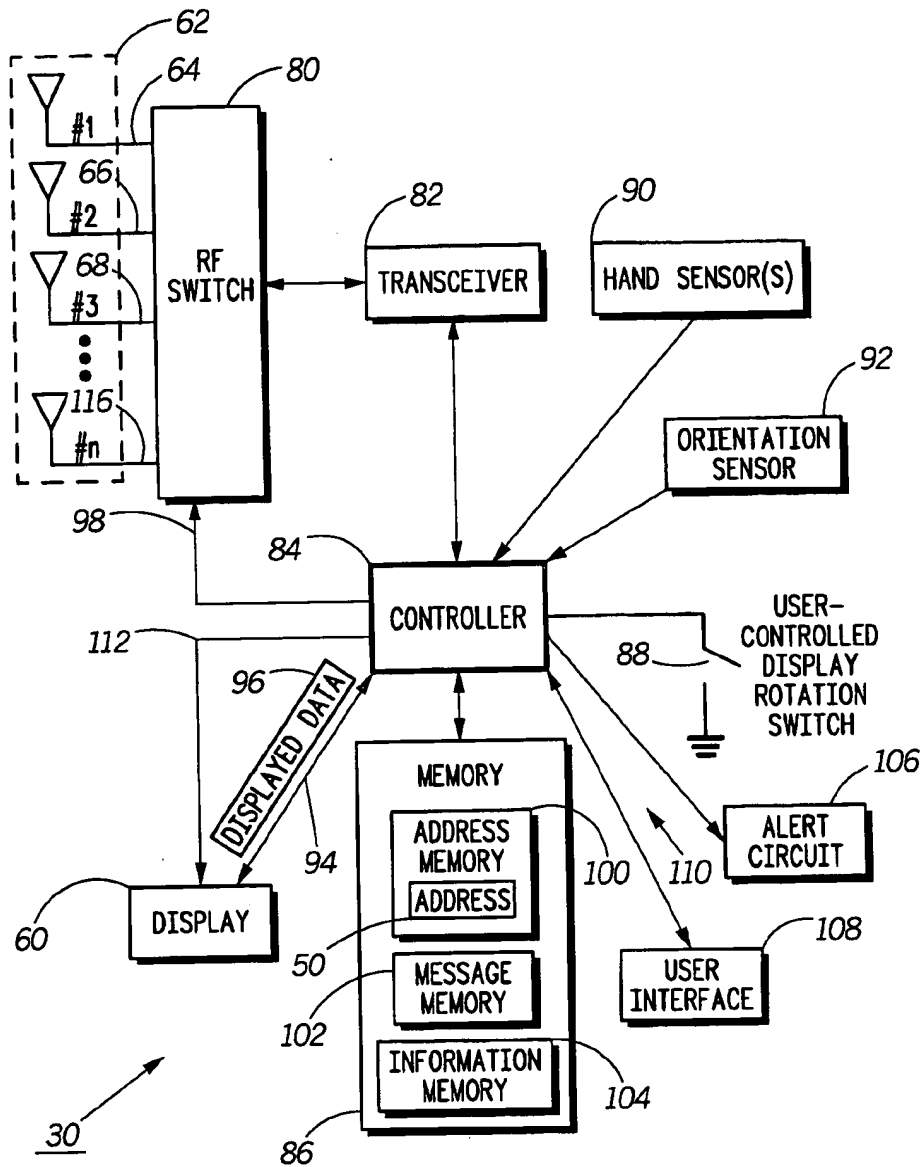 62
64
80
#1
66
#2
68
#3
116
#n
RF
SWITCH
82
TRANSCEIVER
90
HAND SENSOR(S)
92
ORIENTATION
SENSOR
98
84
CONTROLLER
112
96
DISPLAYED DATA
94
88
USER-
CONTROLLED
DISPLAY
ROTATION
SWITCH
MEMORY
ADDRESS
MEMORY
ADDRESS
100
50
106
ALERT
CIRCUIT
110
60
DISPLAY
102
MESSAGE
MEMORY
108
USER
INTERFACE
INFORMATION
MEMORY
104
86
30